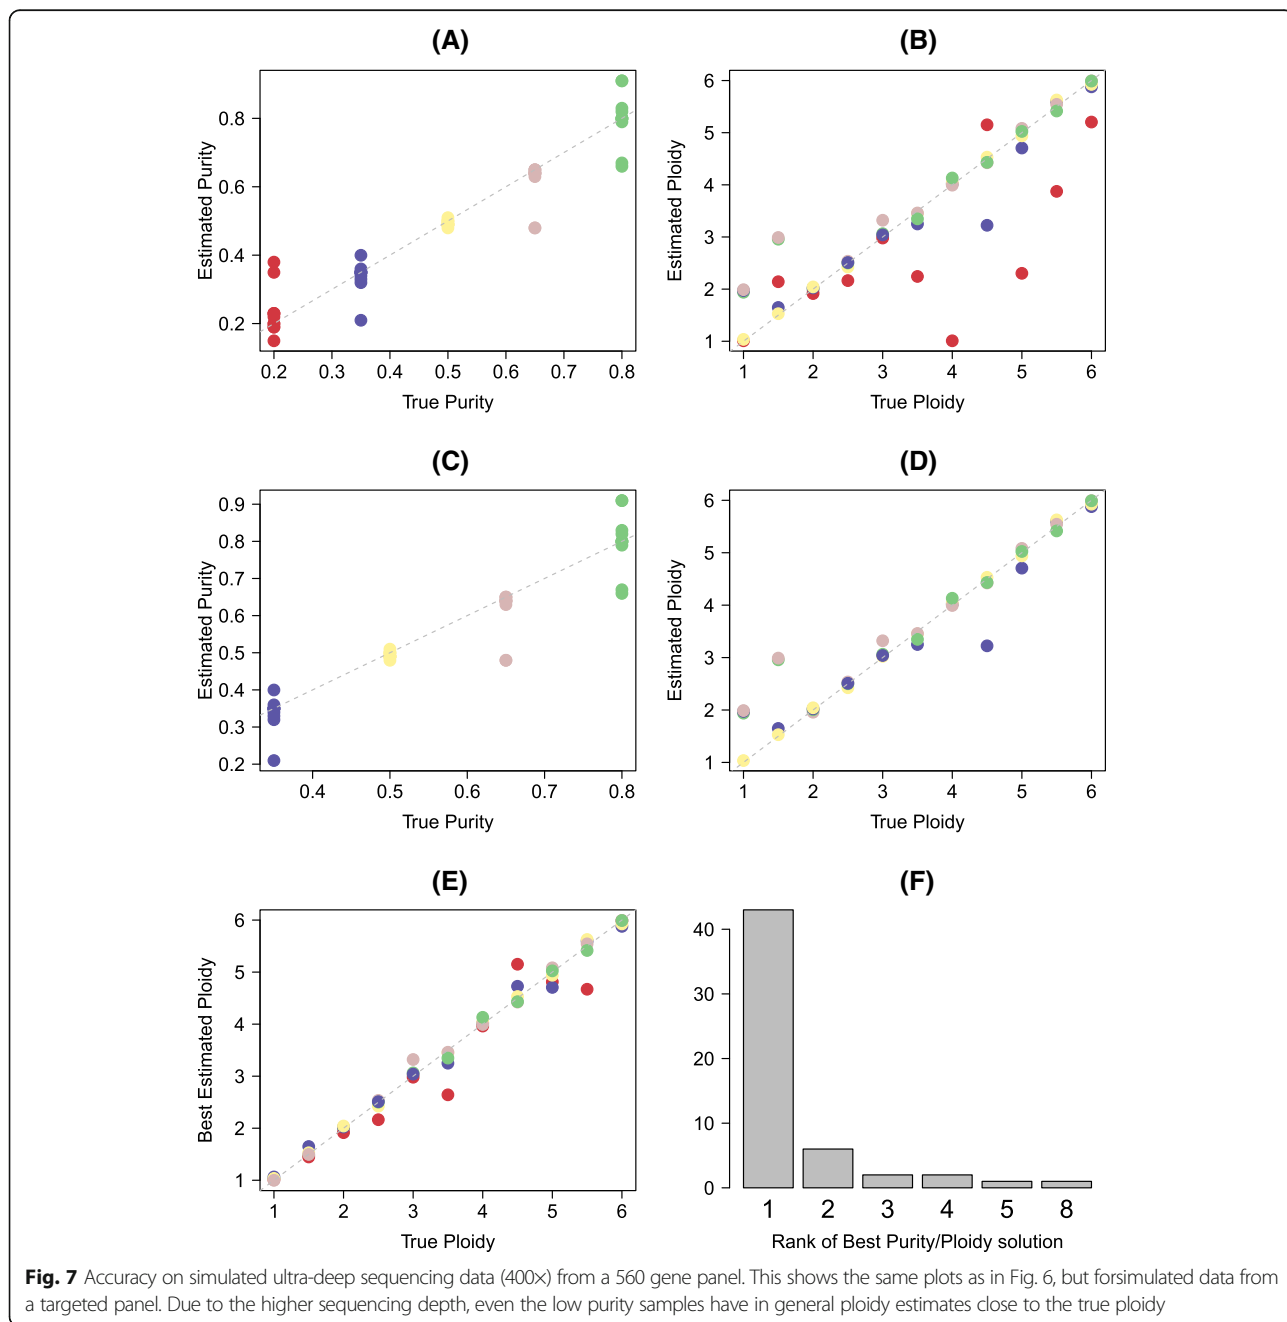 (A)
Estimated Purity
0.8
0.6
0.4
0.2
0.2 0.3 0.4 0.5 0.6 0.7 0.8
True Purity
(B)
Estimated Ploidy
6
5
4
3
2
1
1 2 3 4 5 6
True Ploidy
(C)
Estimated Purity
0.9
0.8
0.7
0.6
0.5
0.4
0.3
0.2
0.4 0.5 0.6 0.7 0.8
True Purity
(D)
Estimated Ploidy
6
5
4
3
2
1
1 2 3 4 5 6
True Ploidy
(E)
Best Estimated Ploidy
6
5
4
3
2
1
1 2 3 4 5 6
True Ploidy
(F)
40
30
20
10
0
1 2 3 4 5 8
Rank of Best Purity/Ploidy solution
Fig. 7 Accuracy on simulated ultra-deep sequencing data (400×) from a 560 gene panel. This shows the same plots as in Fig. 6, but forsimulated data from
a targeted panel. Due to the higher sequencing depth, even the low purity samples have in general ploidy estimates close to the true ploidy